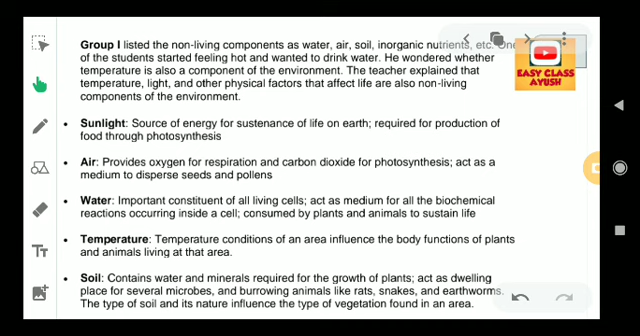 Group I listed the non-living components as water, air, soil, inorganic nutrients, etc. One
of the students started feeling hot and wanted to drink water. He wondered whether
temperature is also a component of the environment. The teacher explained that
temperature, light, and other physical factors that affect life are also non-living
components of the environment.
EASY CLASS
AYUSH
• Sunlight: Source of energy for sustenance of life on earth; required for production of
food through photosynthesis
• Air: Provides oxygen for respiration and carbon dioxide for photosynthesis; act as a
medium to disperse seeds and pollens
• Water: Important constituent of all living cells; act as medium for all the biochemical
reactions occurring inside a cell; consumed by plants and animals to sustain life
• Temperature: Temperature conditions of an area influence the body functions of plants
and animals living at that area.
• Soil: Contains water and minerals required for the growth of plants; act as dwelling
place for several microbes, and burrowing animals like rats, snakes, and earthworms.
The type of soil and its nature influence the type of vegetation found in an area.
TT